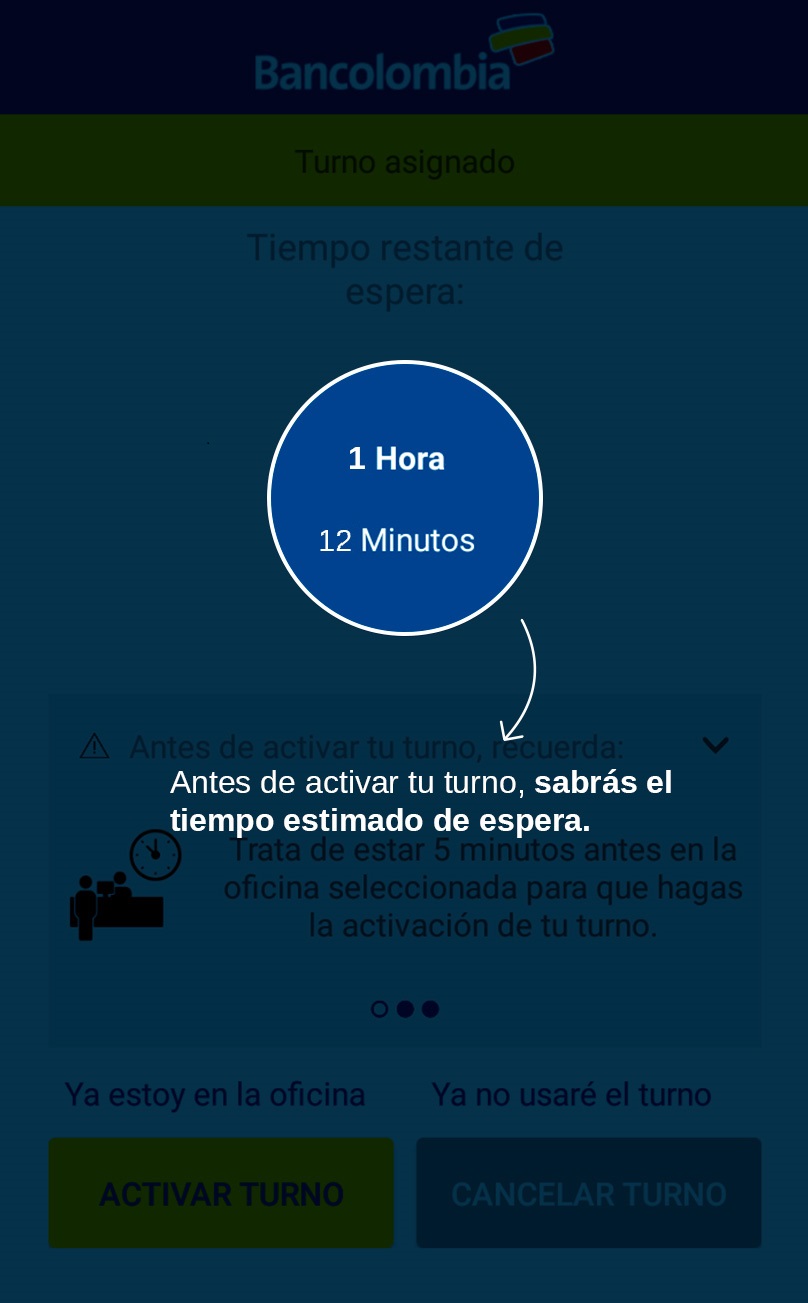 Bancolombia
Turno asignado
Tiempo restante de
espera:
1 Hora
12 Minutos
Antes de activar tu turno, recuerda:
Antes de activar tu turno, sabrás el
tiempo estimado de espera.
Trata de estar 5 minutos antes en la
oficina seleccionada para que hagas
la activación de tu turno.
Ya estoy en la oficina
Ya no usaré el turno
ACTIVAR TURNO
CANCELAR TURNO